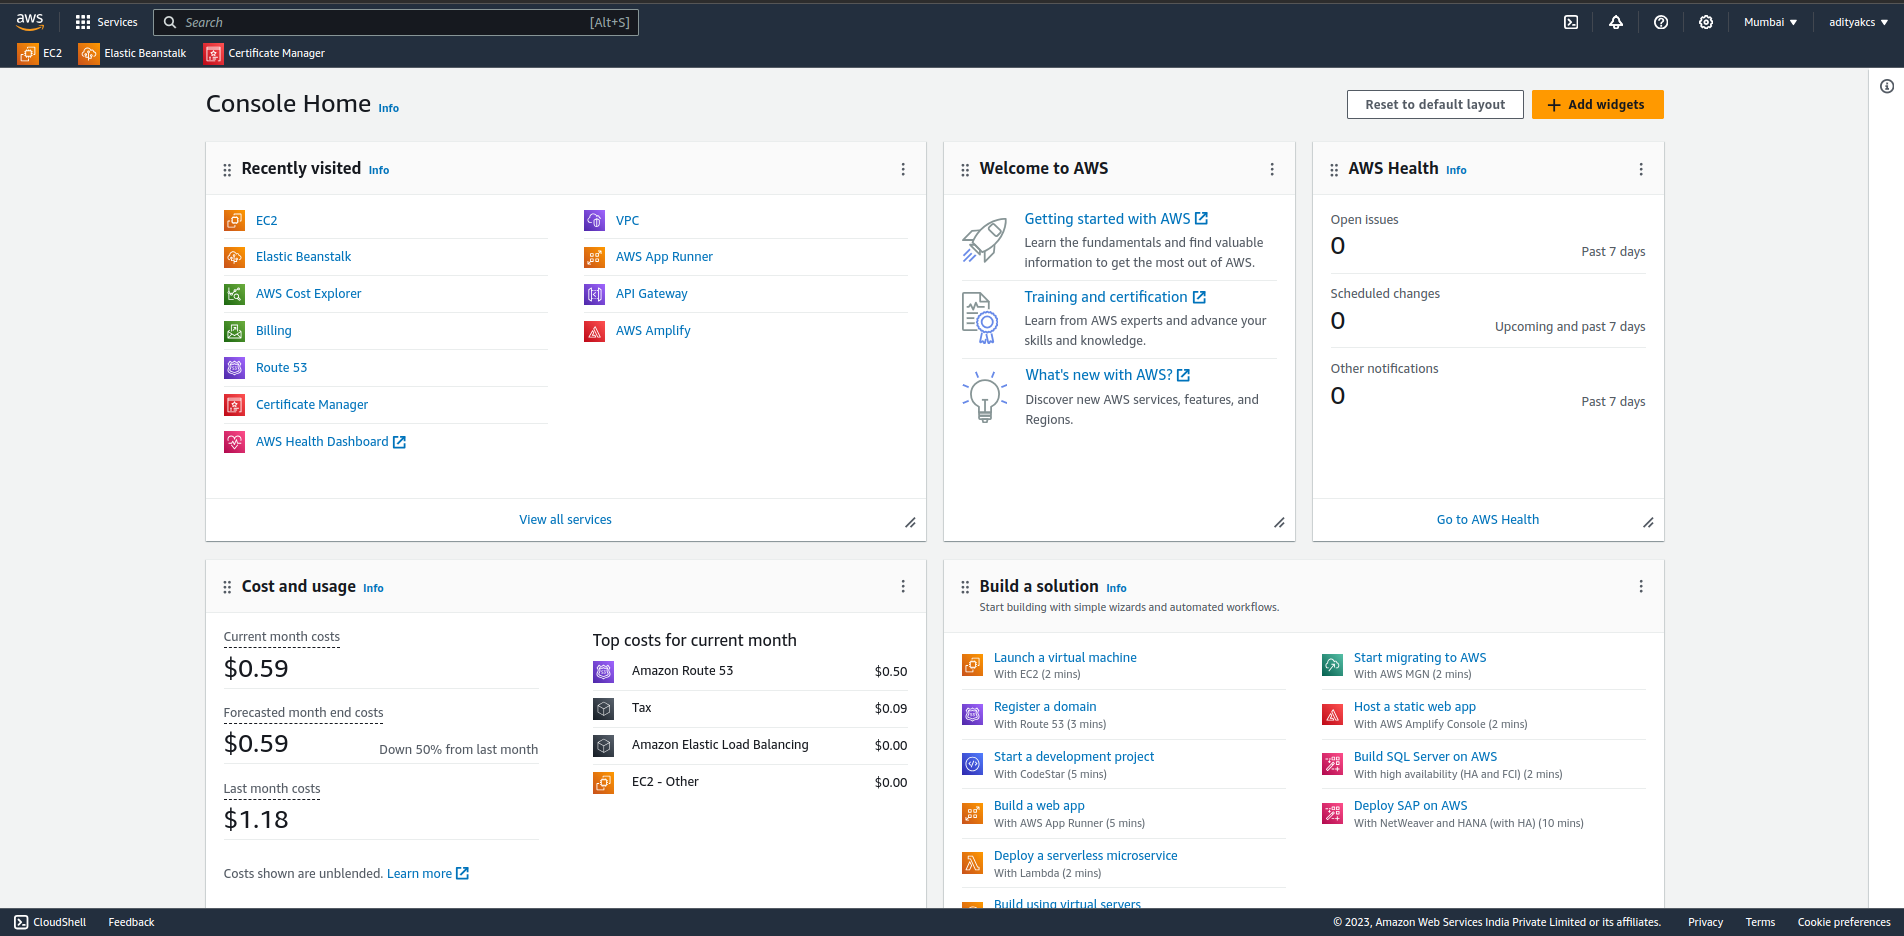 aws
Services
Search
[Alt+S]
Mumbai
adityakcs
EC2
Elastic Beanstalk
Certificate Manager
Console Home Info
Reset to default layout
Add widgets
Recently visited Info
EC2
Elastic Beanstalk
AWS Cost Explorer
Billing
Route 53
Certificate Manager
AWS Health Dashboard
VPC
AWS App Runner
API Gateway
AWS Amplify
View all services
Welcome to AWS
Getting started with AWS
Learn the fundamentals and find valuable
information to get the most out of AWS.
Training and certification
Learn from AWS experts and advance your
skills and knowledge.
What's new with AWS?
Discover new AWS services, features, and
Regions.
AWS Health Info
Open issues
0
Past 7 days
Scheduled changes
0
Upcoming and past 7 days
Other notifications
0
Past 7 days
Go to AWS Health
Cost and usage Info
Current month costs
$0.59
Forecasted month end costs
$0.59
Down 50% from last month
Last month costs
$1.18
Costs shown are unblended. Learn more
Top costs for current month
Amazon Route 53 $0.50
Tax $0.09
Amazon Elastic Load Balancing $0.00
EC2 - Other $0.00
Build a solution Info
Start building with simple wizards and automated workflows.
Launch a virtual machine
With EC2 (2 mins)
Register a domain
With Route 53 (3 mins)
Start a development project
With CodeStar (5 mins)
Build a web app
With AWS App Runner (5 mins)
Deploy a serverless microservice
With Lambda (2 mins)
Build using virtual servers
Start migrating to AWS
With AWS MGN (2 mins)
Host a static web app
With AWS Amplify Console (2 mins)
Build SQL Server on AWS
With high availability (HA and FCI) (2 mins)
Deploy SAP on AWS
With NetWeaver and HANA (with HA) (10 mins)
CloudShell
Feedback
© 2023, Amazon Web Services India Private Limited or its affiliates.
Privacy
Terms
Cookie preferences